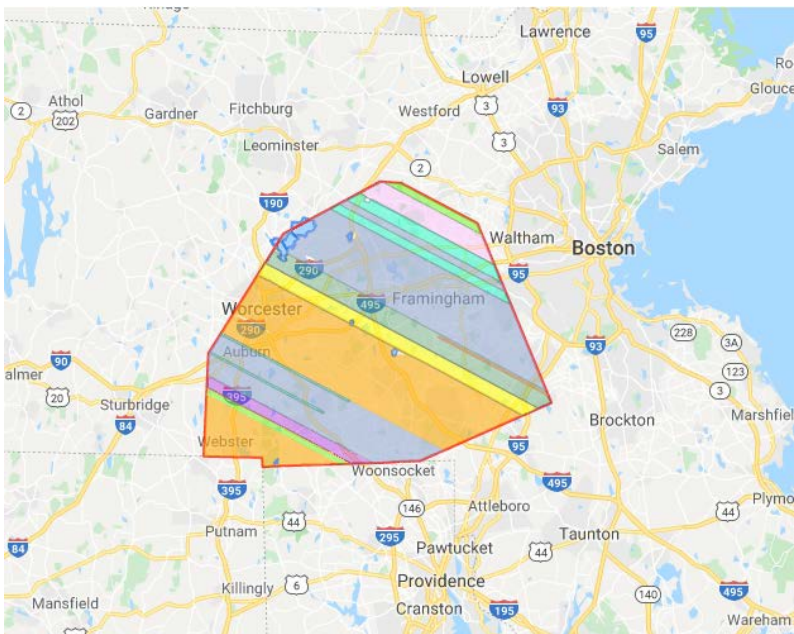 Lawrence
95
Lowell
Athol
2
202
Gardner
Fitchburg
Westford
3
93
Leominster
3
Salem
2
190
Waltham
Boston
95
290
495
Framingham
Worcester
290
228
93
3A
Auburn
90
123
3
20
Sturbridge
395
84
Brockton
Webster
95
Woonsocket
495
395
146
Attleboro
44
44
Putnam
295
Taunton
84
Pawtucket
44
6
Killingly
Providence
495
Mansfield
140
Cranston
195
Wareham